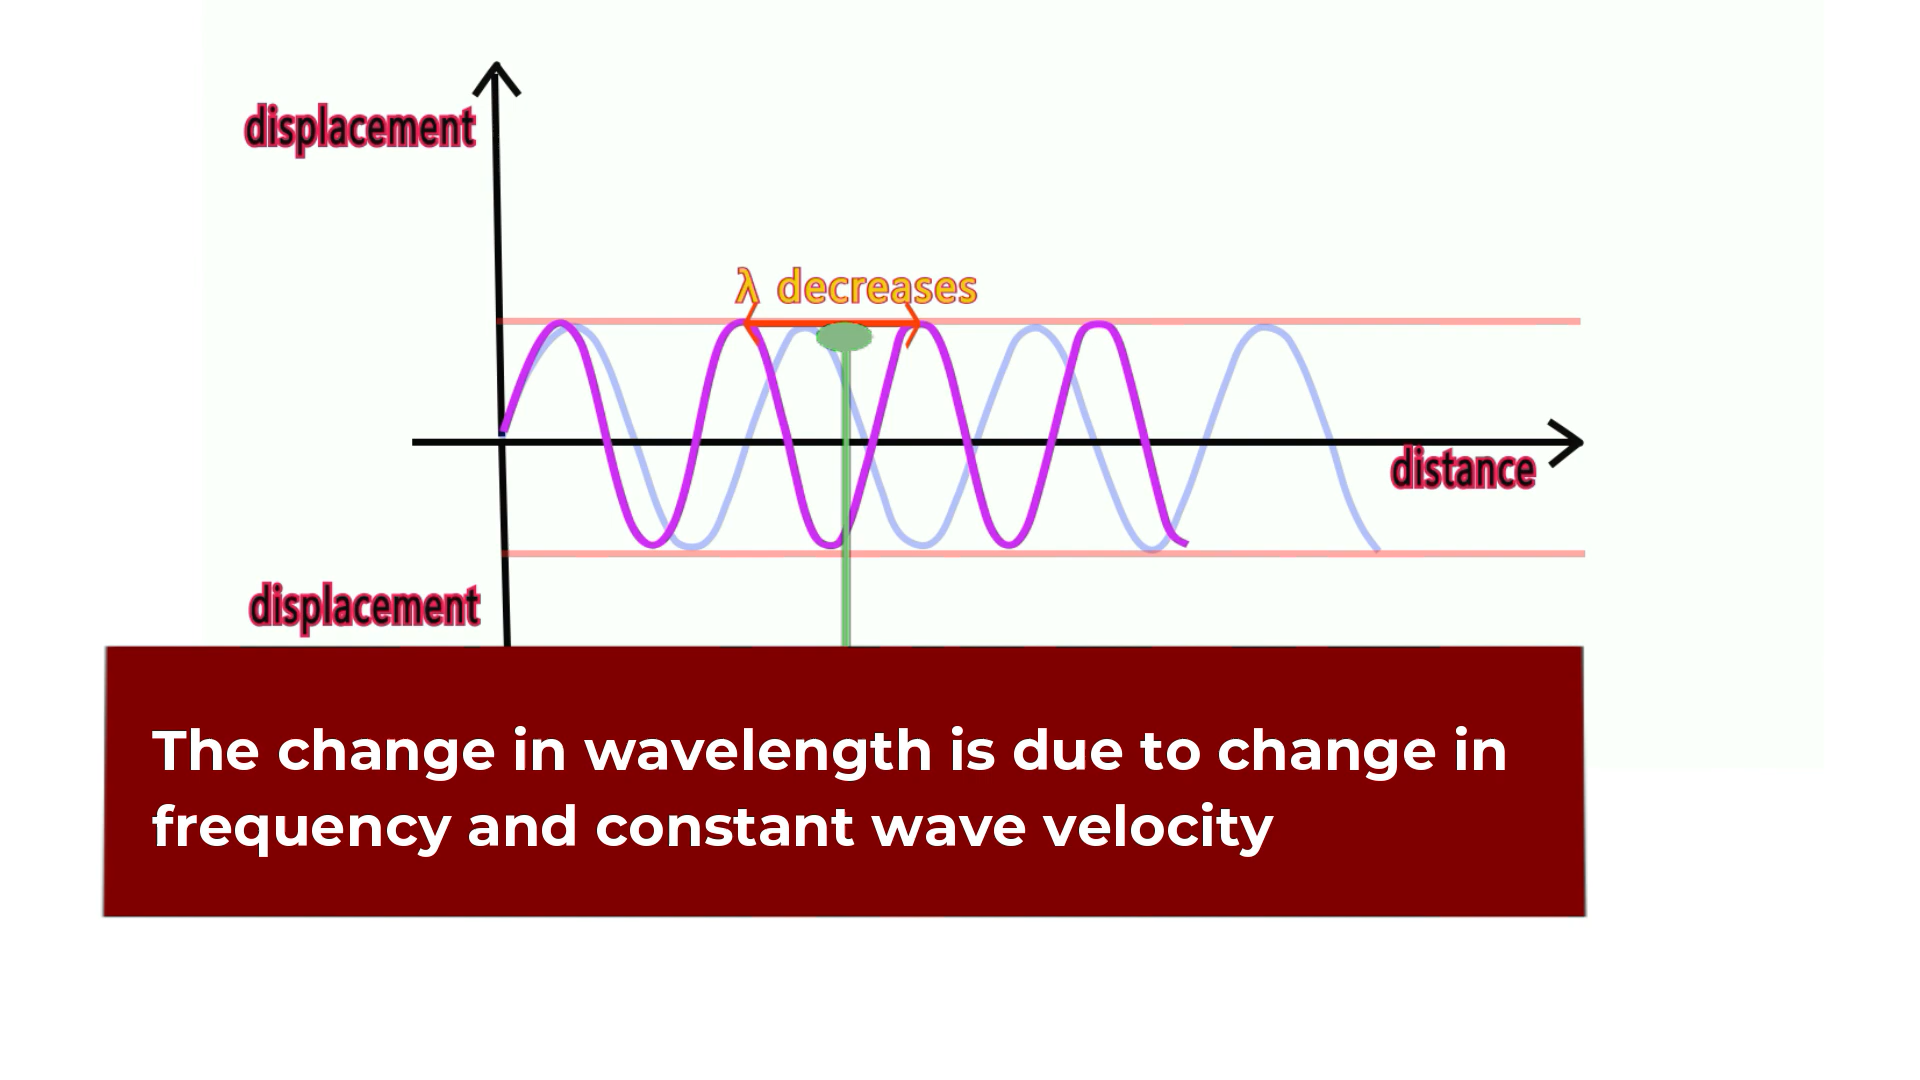 displacement
λ decreases
distance
displacement
The change in wavelength is due to change in
frequency and constant wave velocity